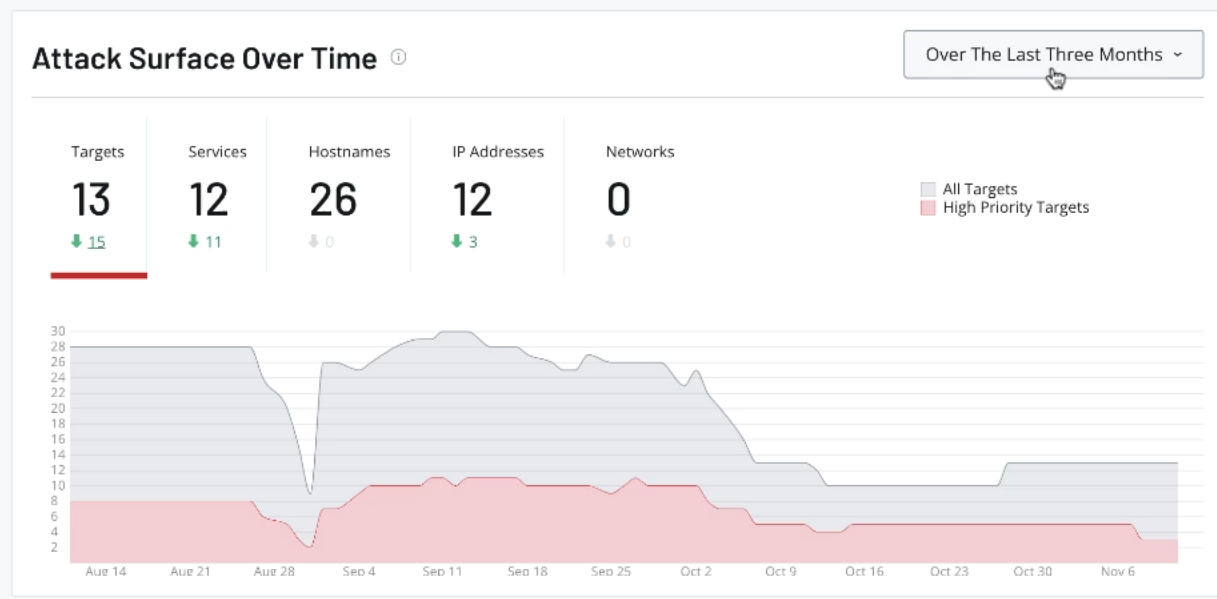 Attack Surface Over Time
Over The Last Three Months
Targets
13
15
Services
12
11
Hostnames
26
0
IP Addresses
12
3
Networks
0
0
All Targets
High Priority Targets
30
28
26
24
22
20
18
16
14
12
10
8
6
4
2
Aug 14 Aug 21 Aug 28 Sep 4 Sep 11 Sep 18 Sep 25 Oct 2 Oct 9 Oct 16 Oct 23 Oct 30 Nov 6